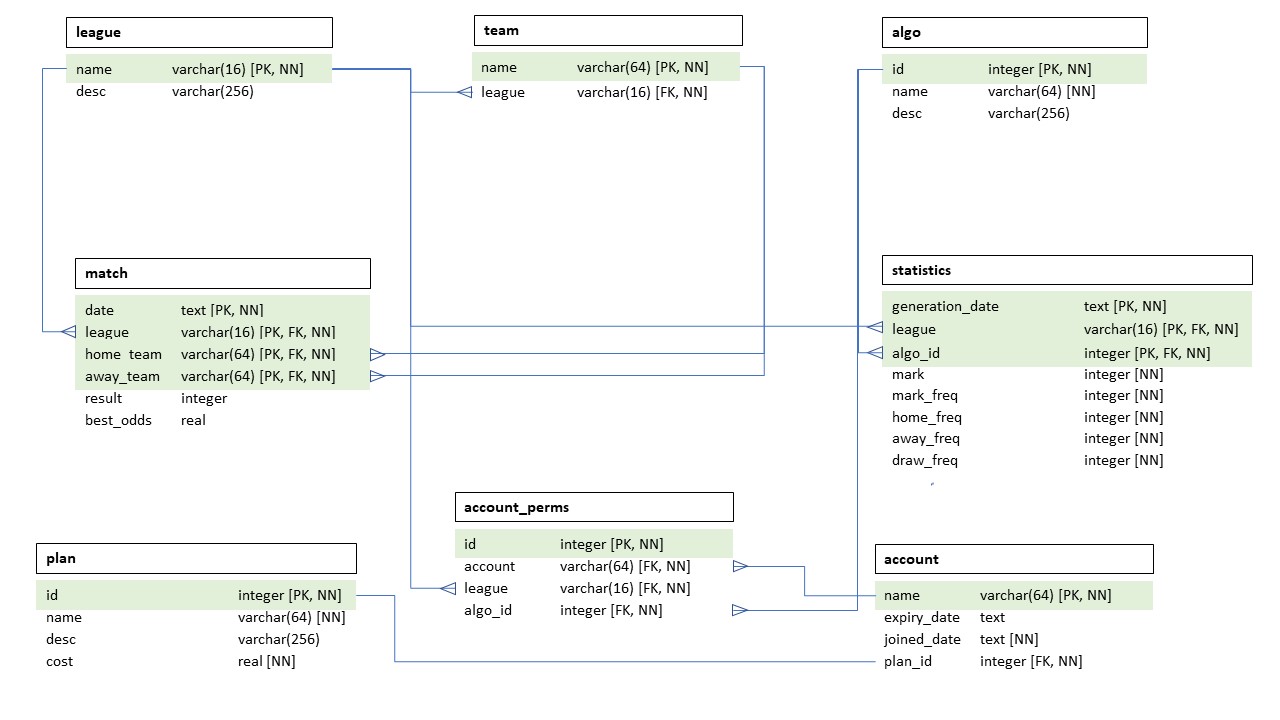 league
name varchar(16) [PK, NN]
desc varchar(256)
team
name varchar(64) [PK, NN]
league varchar(16) [FK, NN]
algo
id integer [PK, NN]
name varchar(64) [NN]
desc varchar(256)
match
date text [PK, NN]
league varchar(16) [PK, FK, NN]
home_team varchar(64) [PK, FK, NN]
away_team varchar(64) [PK, FK, NN]
result integer
best_odds real
statistics
generation_date text [PK, NN]
league varchar(16) [PK, FK, NN]
algo_id integer [PK, FK, NN]
mark integer [NN]
mark_freq integer [NN]
home_freq integer [NN]
away_freq integer [NN]
draw_freq integer [NN]
plan
id integer [PK, NN]
name varchar(64) [NN]
desc varchar(256)
cost real [NN]
account_perms
id integer [PK, NN]
account varchar(64) [FK, NN]
league varchar(16) [FK, NN]
algo_id integer [FK, NN]
account
name varchar(64) [PK, NN]
expiry_date text
joined_date text [NN]
plan_id integer [FK, NN]